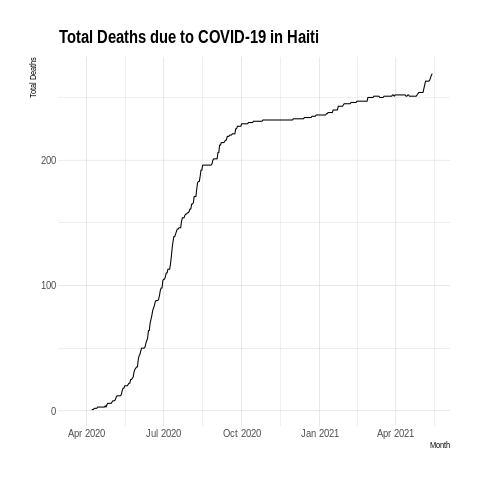 Total Deaths due to COVID-19 in Haiti
Total Deaths
200
100
0
Apr 2020 Jul 2020 Oct 2020 Jan 2021 Apr 2021
Month